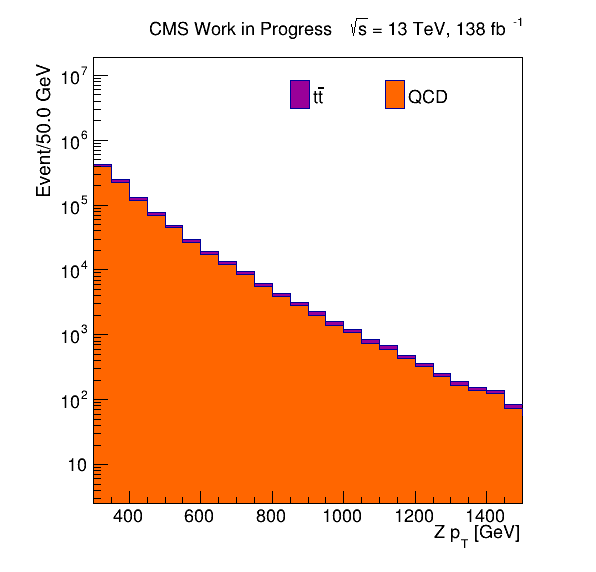 CMS Work in Progress √s = 13 TeV, 138 fb⁻¹
Event/50.0 GeV
10⁷
10⁶
10⁵
10⁴
10³
10²
10
tt̄
QCD
400 600 800 1000 1200 1400
Z p_T [GeV]